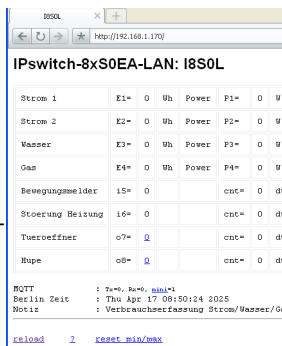 I8S0L
http://192.168.1.170/
IPswitch-8xS0EA-LAN: I8S0L
Strom 1 E1= 0 Wh Power P1= 0 W
Strom 2 E2= 0 Wh Power P2= 0 W
Wasser E3= 0 Wh Power P3= 0 W
Gas E4= 0 Wh Power P4= 0 W
Bewegungsmelder i5= 0 cnt= 0
Stoerung Heizung i6= 0 cnt= 0
Tueroeffner o7= 0 cnt= 0
Hupe o8= 0 cnt= 0
MQTT : Tx=0, Rx=0, mini=1
Berlin Zeit : Thu Apr 17 08:50:24 2025
Notiz : Verbrauchserfassung Strom/Wasser/
reload ? reset min/max